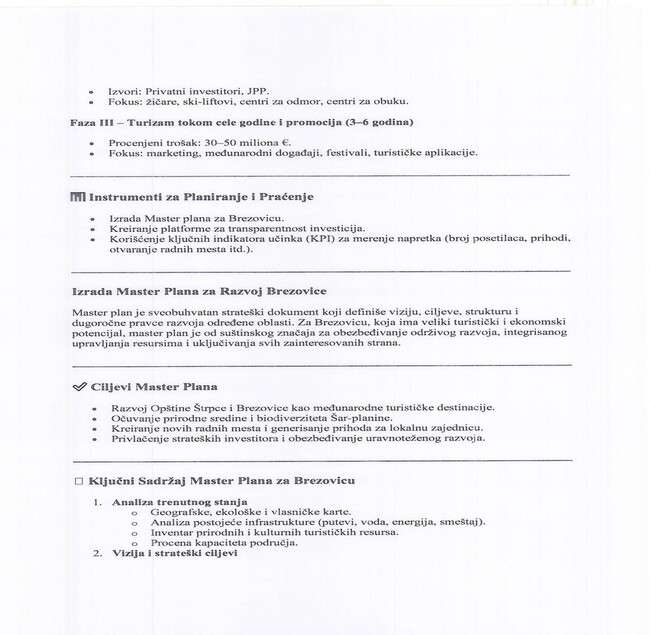 • Izvori: Privatni investitori, JPP.
• Fokus: žičare, ski-liftovi, centri za odmor, centri za obuku.
Faza III – Turizam tokom cele godine i promocija (3–6 godina)
• Procenjeni trošak: 30–50 miliona €.
• Fokus: marketing, međunarodni događaji, festivali, turističke aplikacije.
Instrumenti za Planiranje i Praćenje
• Izrada Master plana za Brezovicu.
• Kreiranje platforme za transparentnost investicija.
• Korišćenje ključnih indikatora učinka (KPI) za merenje napretka (broj posetilaca, prihodi,
otvaranje radnih mesta itd.).
Izrada Master Plana za Razvoj Brezovice
Master plan je sveobuhvatan strateški dokument koji definiše viziju, ciljeve, strukturu i
dugoročne pravce razvoja određene oblasti. Za Brezovicu, koja ima veliki turistički i ekonomski
potencijal, master plan je od suštinskog značaja za obezbeđivanje održivog razvoja, integrisanog
upravljanja resursima i uključivanja svih zainteresovanih strana.
✓ Ciljevi Master Plana
• Razvoj Opštine Štrpce i Brezovice kao međunarodne turističke destinacije.
• Očuvanje prirodne sredine i biodiverziteta Šar-planine.
• Kreiranje novih radnih mesta i generisanje prihoda za lokalnu zajednicu.
• Privlačenje strateških investitora i obezbeđivanje uravnoteženog razvoja.
□ Ključni Sadržaj Master Plana za Brezovicu
1. Analiza trenutnog stanja
o Geografske, ekološke i vlasničke karte.
o Analiza postojeće infrastrukture (putevi, voda, energija, smeštaj).
o Inventar prirodnih i kulturnih turističkih resursa.
o Procena kapaciteta područja.
2. Vizija i strateški ciljevi